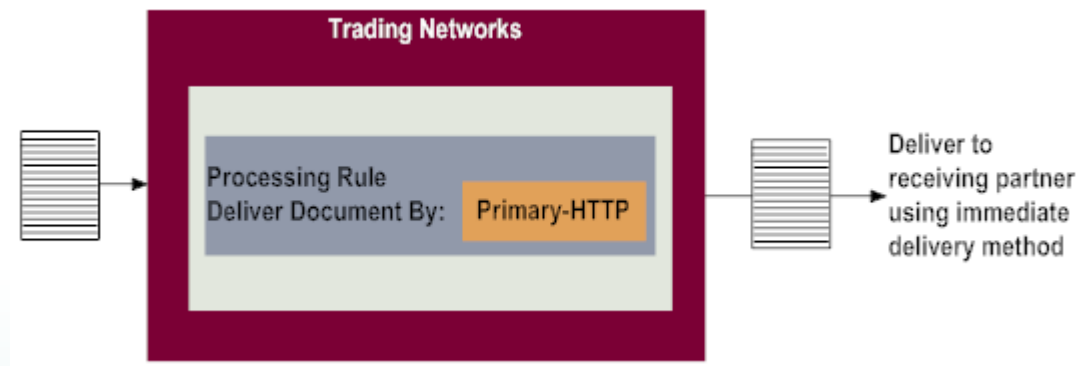 Trading Networks
Processing Rule
Deliver Document By:
Primary-HTTP
Deliver to
receiving partner
using immediate
delivery method